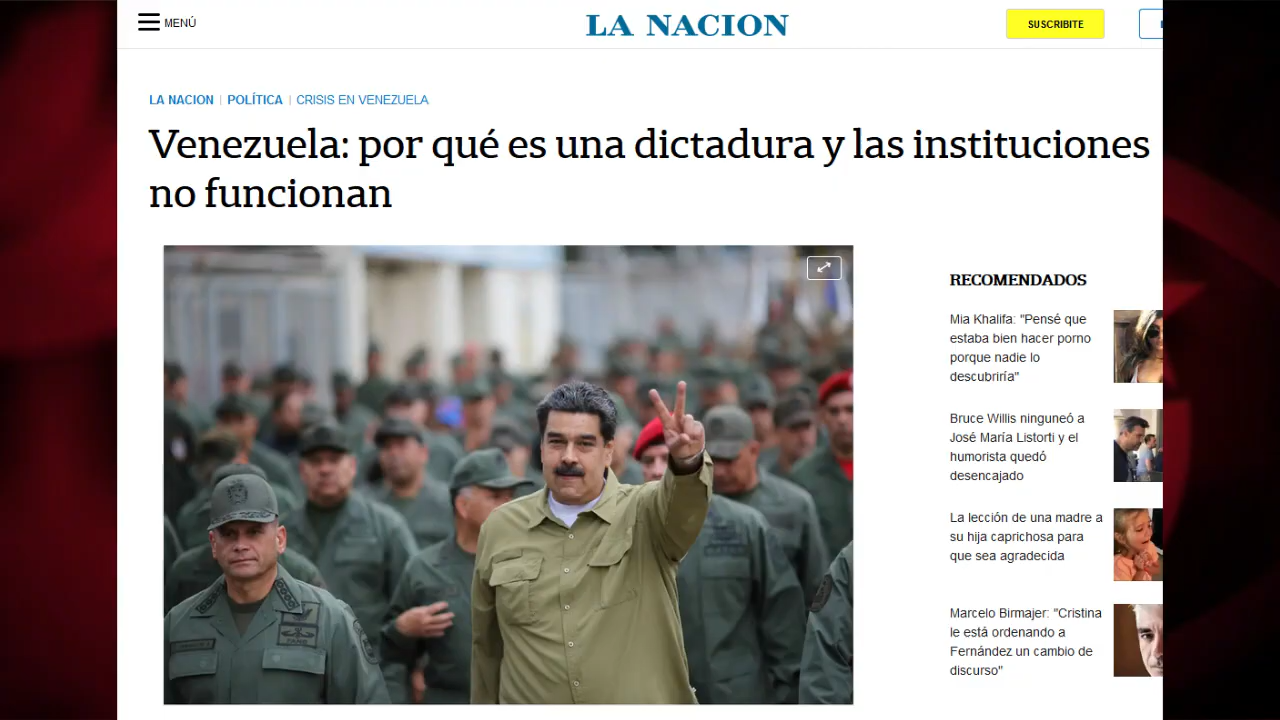 MENÚ
LA NACION
SUSCRIBITE
LA NACION | POLÍTICA | CRISIS EN VENEZUELA
Venezuela: por qué es una dictadura y las instituciones
no funcionan
RECOMENDADOS
Mia Khalifa: "Pensé que
estaba bien hacer porno
porque nadie lo
descubriría"
Bruce Willis ninguneó a
José María Listorti y el
humorista quedó
desencajado
La lección de una madre a
su hija caprichosa para
que sea agradecida
Marcelo Birmajer: "Cristina
le está ordenando a
Fernández un cambio de
discurso"